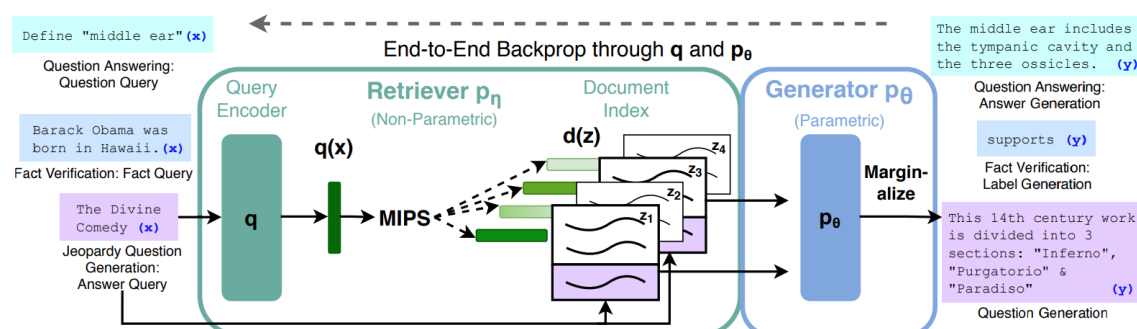 Define "middle ear" (x)
Question Answering:
Question Query
Barack Obama was
born in Hawaii. (x)
Fact Verification: Fact Query
The Divine
Comedy (x)
Jeopardy Question
Generation:
Answer Query
End-to-End Backprop through q and pθ
Query
Encoder
q
q(x)
Retriever pη
(Non-Parametric)
MIPS
Document
Index
d(z)
z4
z3
z2
z1
Generator pθ
(Parametric)
pθ
Margin-
alize
The middle ear includes
the tympanic cavity and
the three ossicles. (y)
Question Answering:
Answer Generation
supports (y)
Fact Verification:
Label Generation
This 14th century work
is divided into 3
sections: "Inferno",
"Purgatorio" &
"Paradiso" (y)
Question Generation